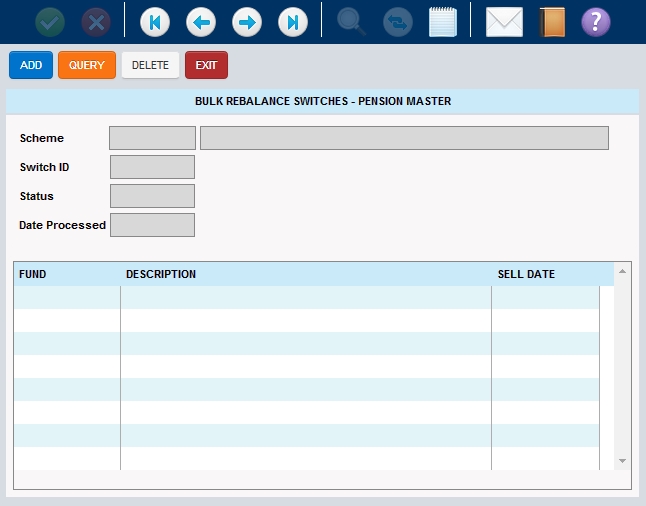 ?
ADD QUERY DELETE EXIT
BULK REBALANCE SWITCHES - PENSION MASTER
Scheme
Switch ID
Status
Date Processed
FUND DESCRIPTION SELL DATE